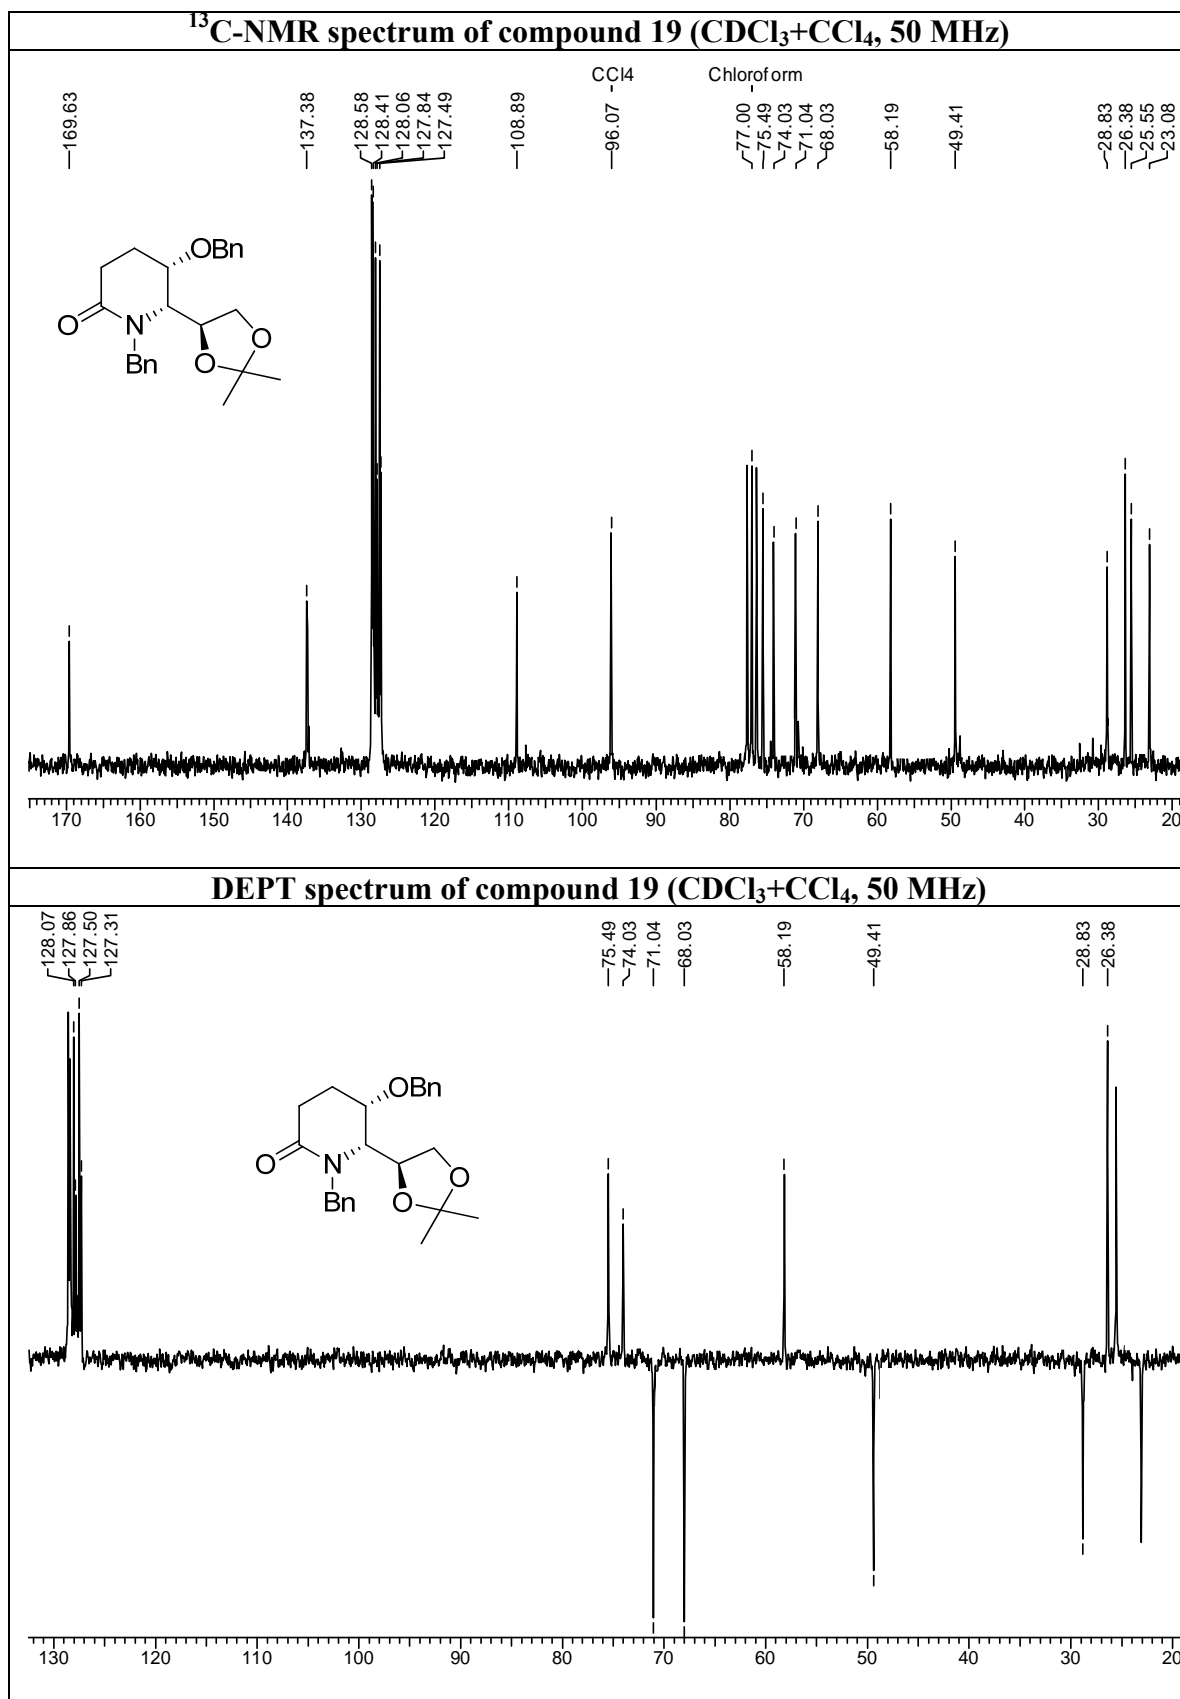 ¹³C-NMR spectrum of compound 19 (CDCl₃+CCl₄, 50 MHz)
CCl4 Chloroform
169.63 137.38 128.58 128.41 128.06 127.84 127.49 108.89 96.07 77.00 75.49 74.03 71.04 68.03 58.19 49.41 28.83 26.38 25.55 23.08
OBn
O N O
Bn O
170 160 150 140 130 120 110 100 90 80 70 60 50 40 30 20
DEPT spectrum of compound 19 (CDCl₃+CCl₄, 50 MHz)
128.07 127.86 127.50 127.31 75.49 74.03 71.04 68.03 58.19 49.41 28.83 26.38
OBn
O N O
Bn O
130 120 110 100 90 80 70 60 50 40 30 20